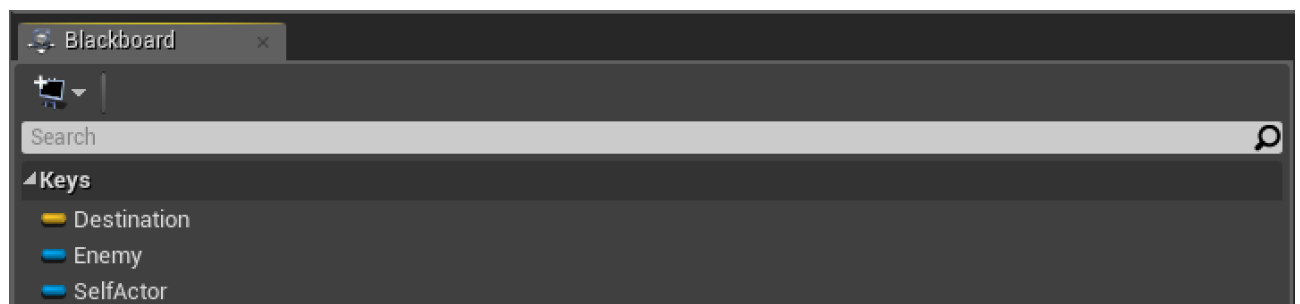 Blackboard
Search
Keys
Destination
Enemy
SelfActor